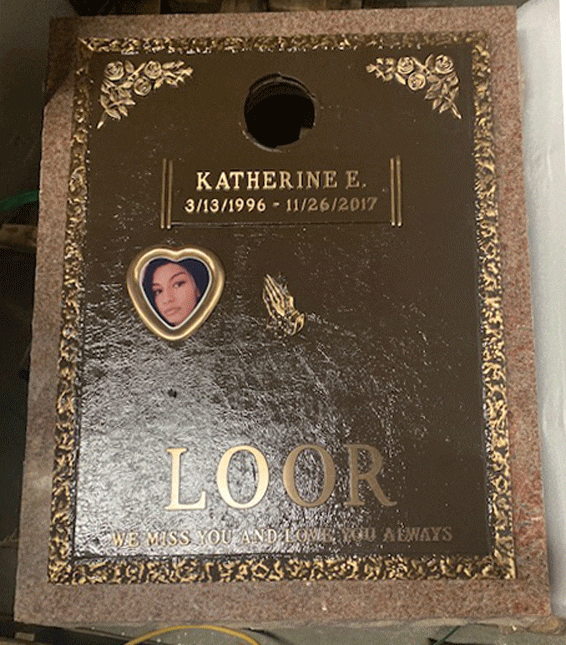 KATHERINE E.
3/13/1996 - 11/26/2017
LOOR
WE MISS YOU AND LOVE YOU ALWAYS